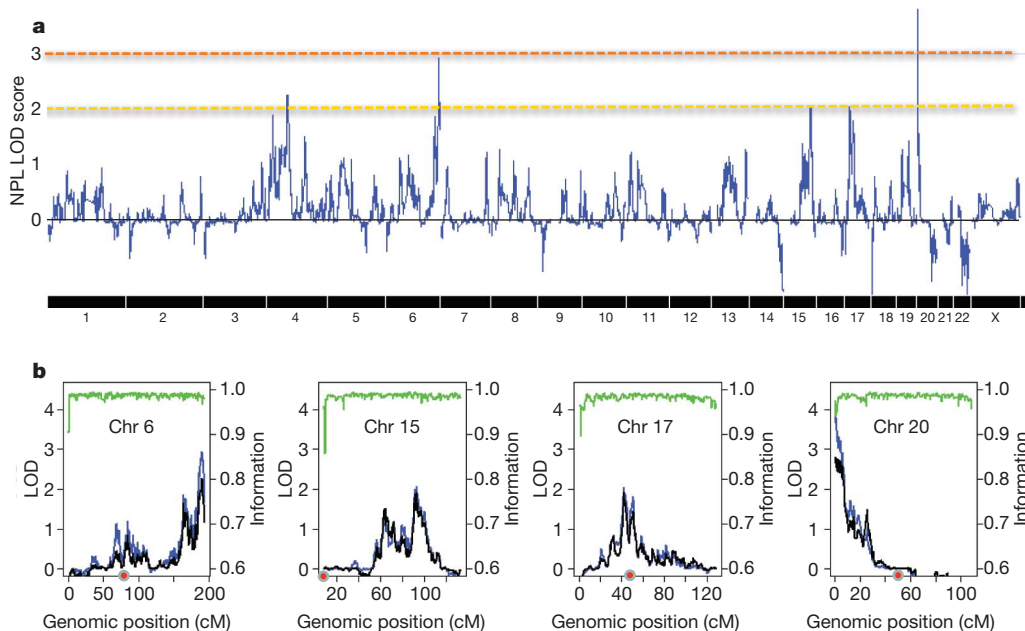 a
NPL LOD score
3
2
1
0
1 2 3 4 5 6 7 8 9 10 11 12 13 14 15 16 17 18 19 20 21 22 X
b
Chr 6
LOD
4
3
2
1
0
Information
1.0
0.9
0.8
0.7
0.6
0 50 100 200
Genomic position (cM)
Chr 15
LOD
4
3
2
1
0
Information
1.0
0.9
0.8
0.7
0.6
20 60 100
Genomic position (cM)
Chr 17
LOD
4
3
2
1
0
Information
1.0
0.9
0.8
0.7
0.6
0 40 80 120
Genomic position (cM)
Chr 20
LOD
4
3
2
1
0
Information
1.0
0.9
0.8
0.7
0.6
0 20 60 100
Genomic position (cM)